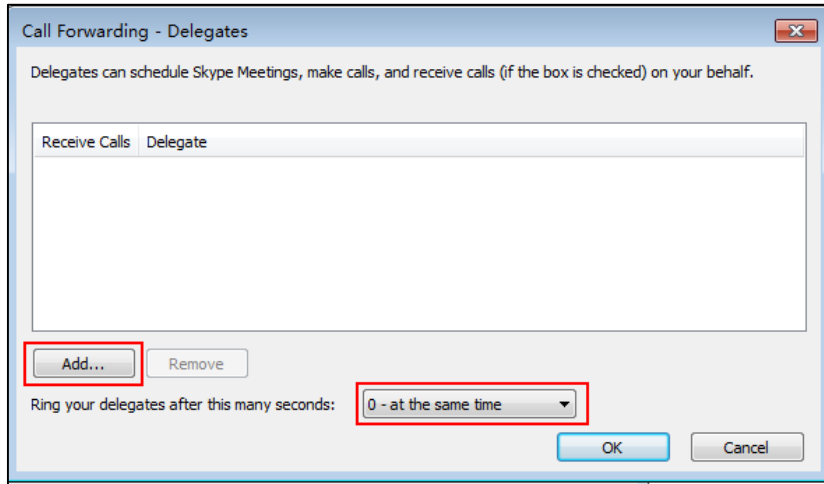 Call Forwarding - Delegates
Delegates can schedule Skype Meetings, make calls, and receive calls (if the box is checked) on your behalf.
Receive Calls Delegate
Add... Remove
Ring your delegates after this many seconds: 0 - at the same time
OK Cancel